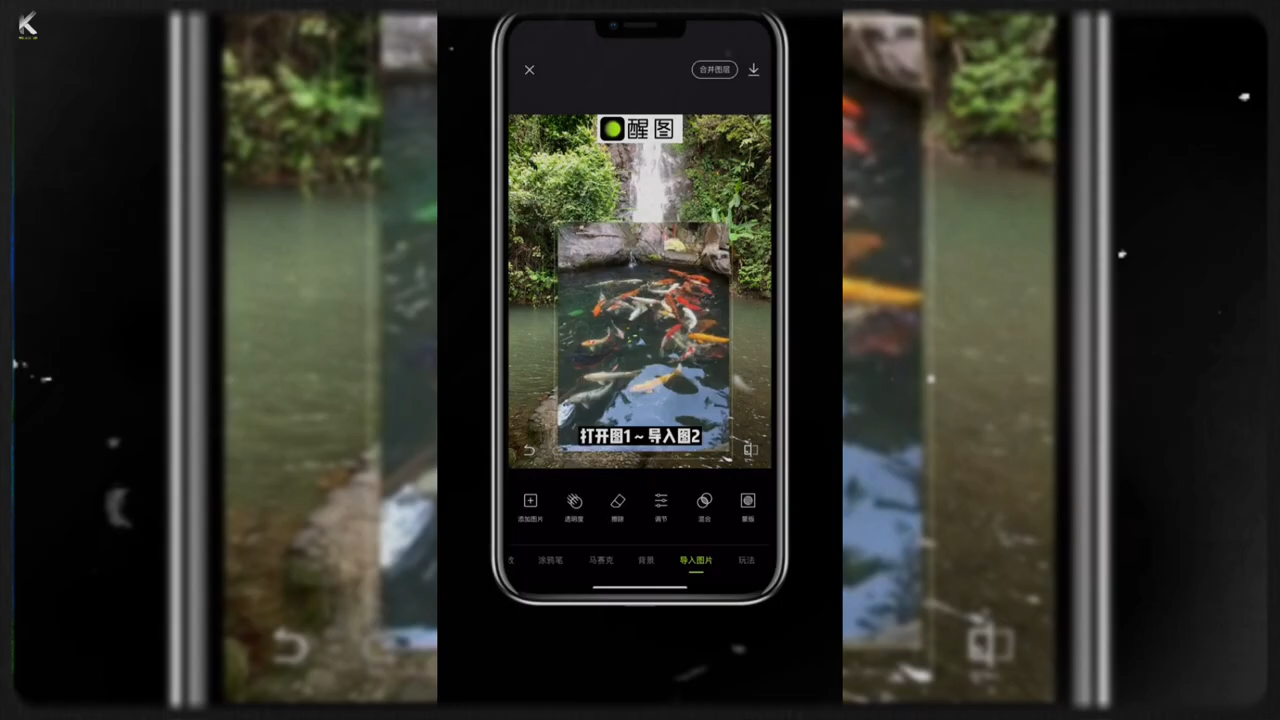 K
合并图层
醒图
打开图1~导入图2
添加图片 透明度 擦除 调节 混合 蒙版
效 涂鸦笔 马赛克 背景 导入图片 玩法